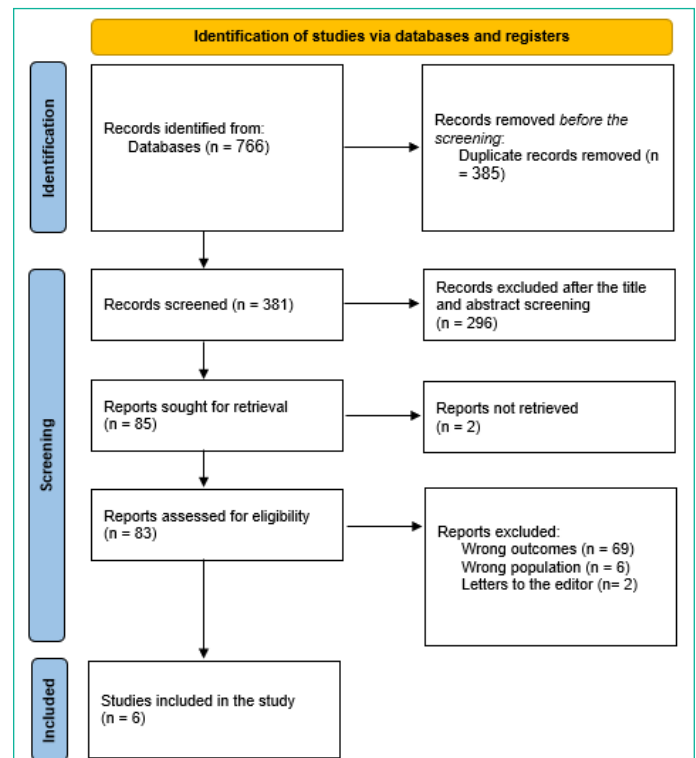 Identification of studies via databases and registers
Identification
Records identified from:
Databases (n = 766)
Records removed before the
screening:
Duplicate records removed (n
= 385)
Screening
Records screened (n = 381)
Records excluded after the title
and abstract screening
(n = 296)
Reports sought for retrieval
(n = 85)
Reports not retrieved
(n = 2)
Reports assessed for eligibility
(n = 83)
Reports excluded:
Wrong outcomes (n = 69)
Wrong population (n = 6)
Letters to the editor (n= 2)
Included
Studies included in the study
(n = 6)